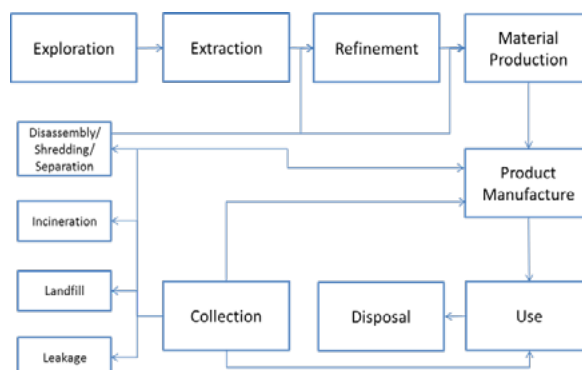 Exploration
Extraction
Refinement
Material
Production
Disassembly/
Shredding/
Separation
Product
Manufacture
Incineration
Landfill
Collection
Disposal
Use
Leakage